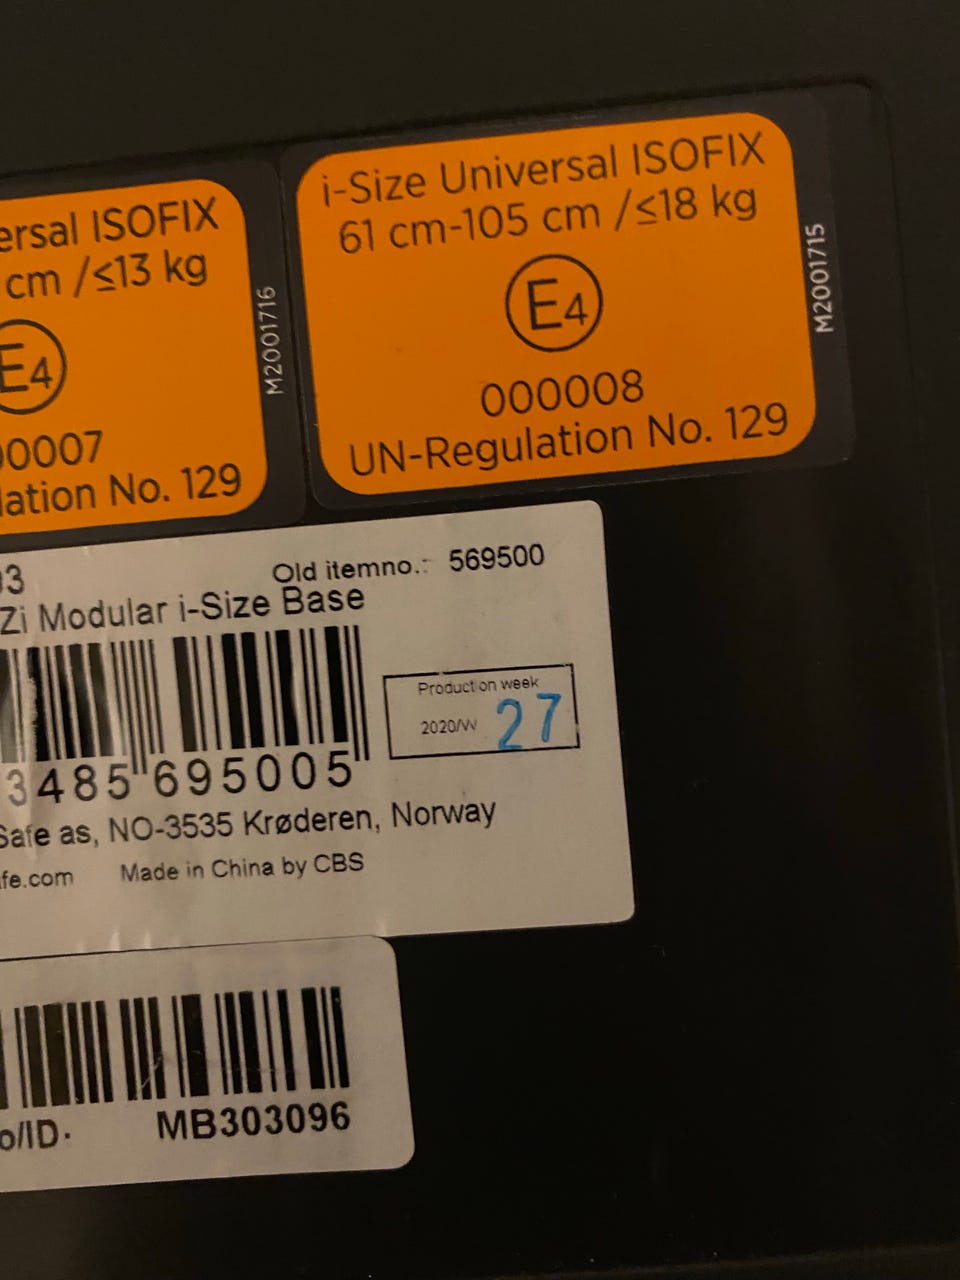 ersal ISOFIX
cm /≤13 kg
E4
00007
lation No. 129
M2001716
i-Size Universal ISOFIX
61 cm-105 cm /≤18 kg
E4
000008
UN-Regulation No. 129
M2001715
3 Old itemno.: 569500
Zi Modular i-Size Base
3485 695005
Production week
2020/W 27
Safe as, NO-3535 Krøderen, Norway
fe.com Made in China by CBS
o/ID. MB303096